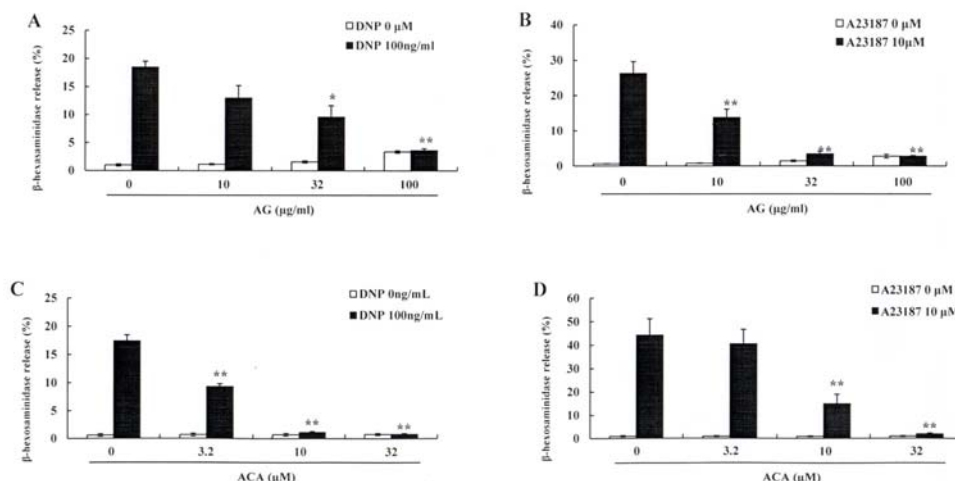 A
DNP 0 μM
DNP 100ng/ml
β-hexasaminidase release (%)
20
15
10
5
0
*
**
0 10 32 100
AG (μg/ml)
B
A23187 0 μM
A23187 10μM
β-hexosaminidase release (%)
40
30
20
10
0
**
**
**
0 10 32 100
AG (μg/ml)
C
DNP 0ng/mL
DNP 100ng/mL
β-hexosaminidase release (%)
20
15
10
5
0
**
**
**
0 3.2 10 32
ACA (μM)
D
A23187 0 μM
A23187 10 μM
β-hexosaminidase release (%)
60
50
40
30
20
10
0
**
**
0 3.2 10 32
ACA (μM)